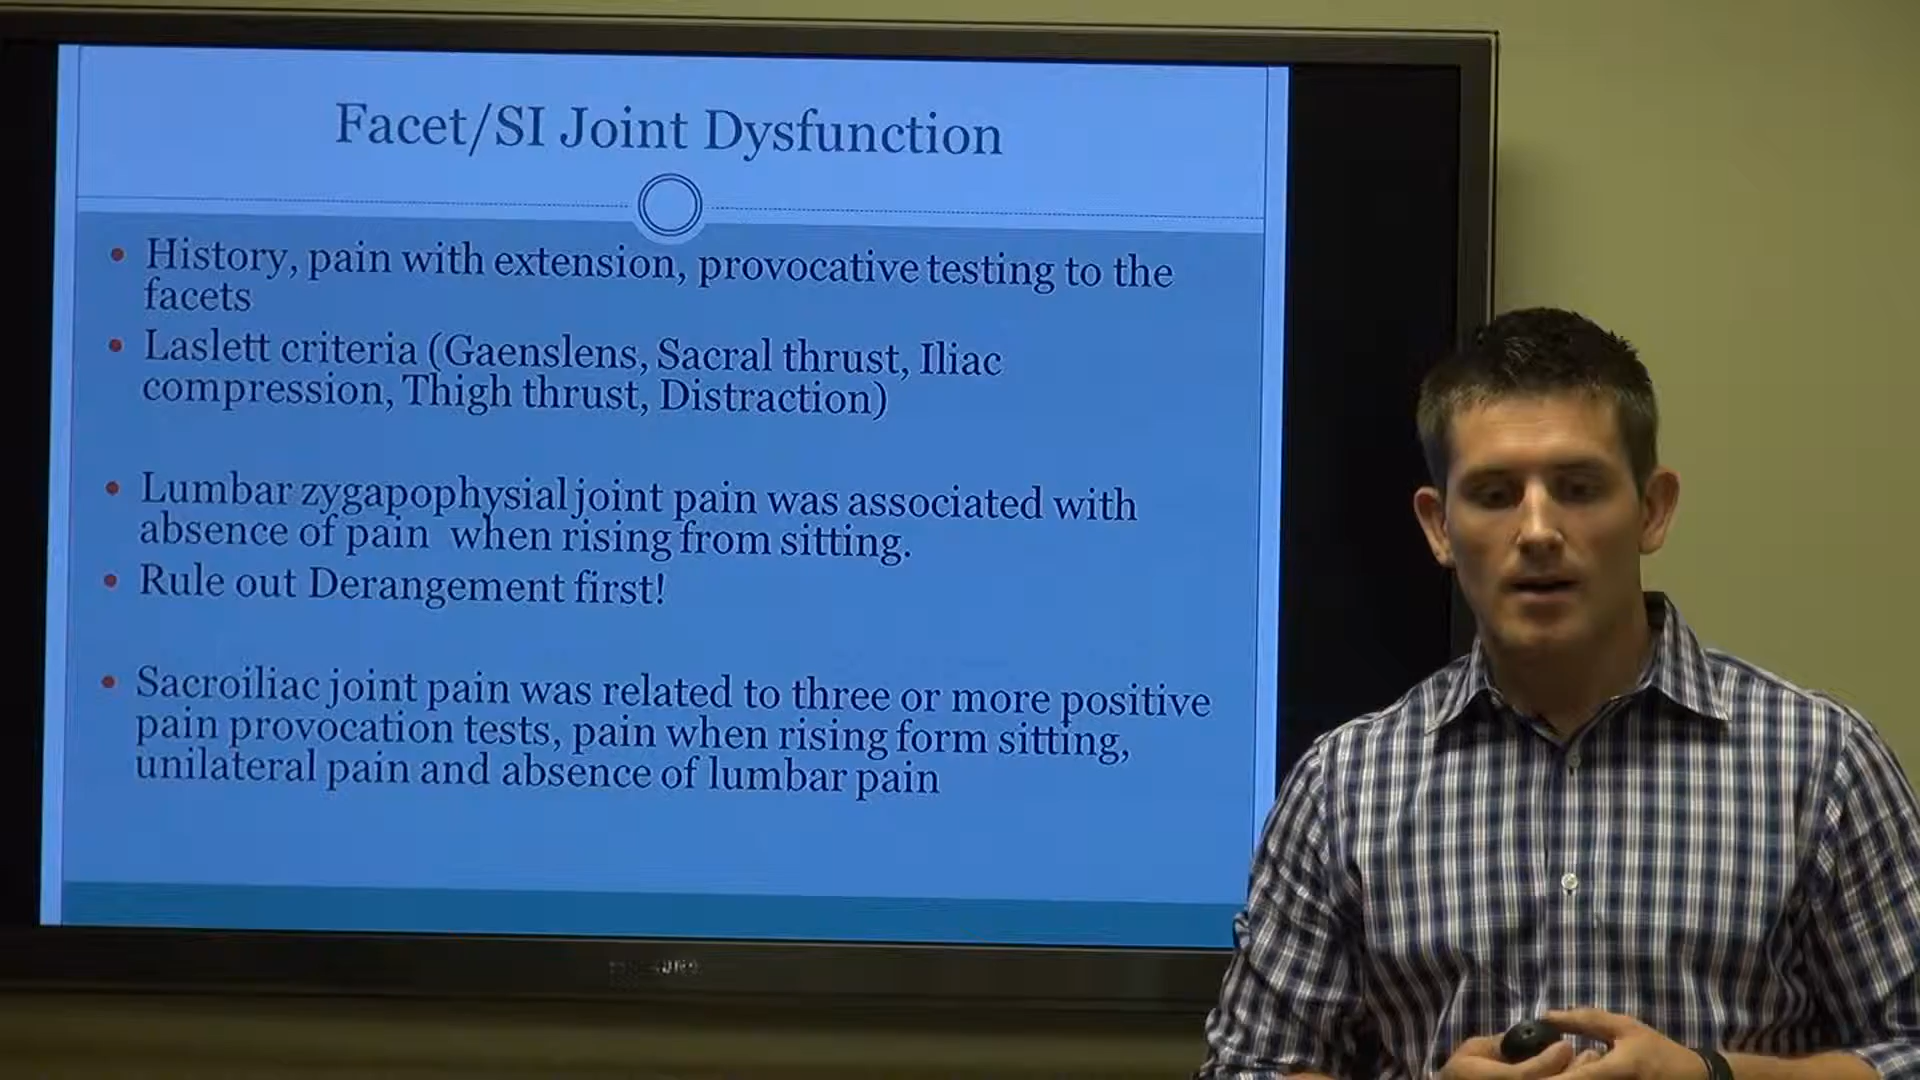 Facet/SI Joint Dysfunction
• History, pain with extension, provocative testing to the
facets
• Laslett criteria (Gaenslens, Sacral thrust, Iliac
compression, Thigh thrust, Distraction)
• Lumbar zygapophysial joint pain was associated with
absence of pain when rising from sitting.
• Rule out Derangement first!
• Sacroiliac joint pain was related to three or more positive
pain provocation tests, pain when rising form sitting,
unilateral pain and absence of lumbar pain